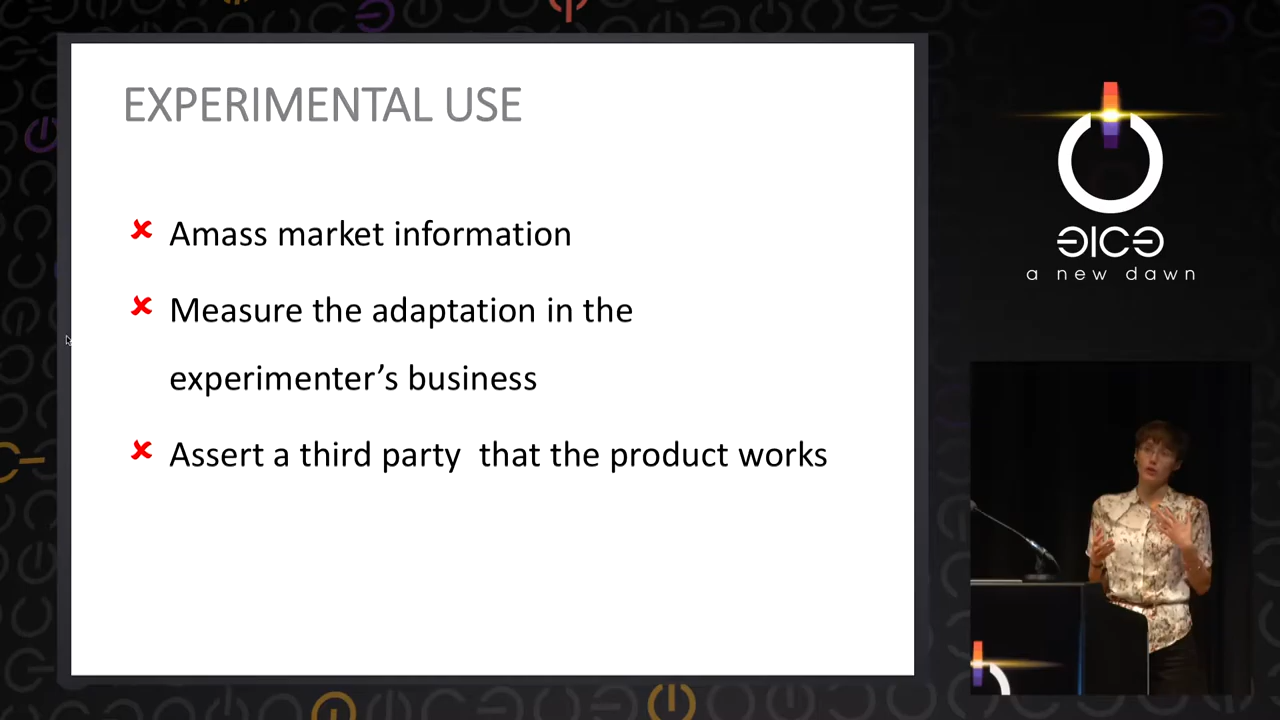 EXPERIMENTAL USE
✘ Amass market information
✘ Measure the adaptation in the
experimenter’s business
✘ Assert a third party  that the product works
ƎICƏ
a new dawn